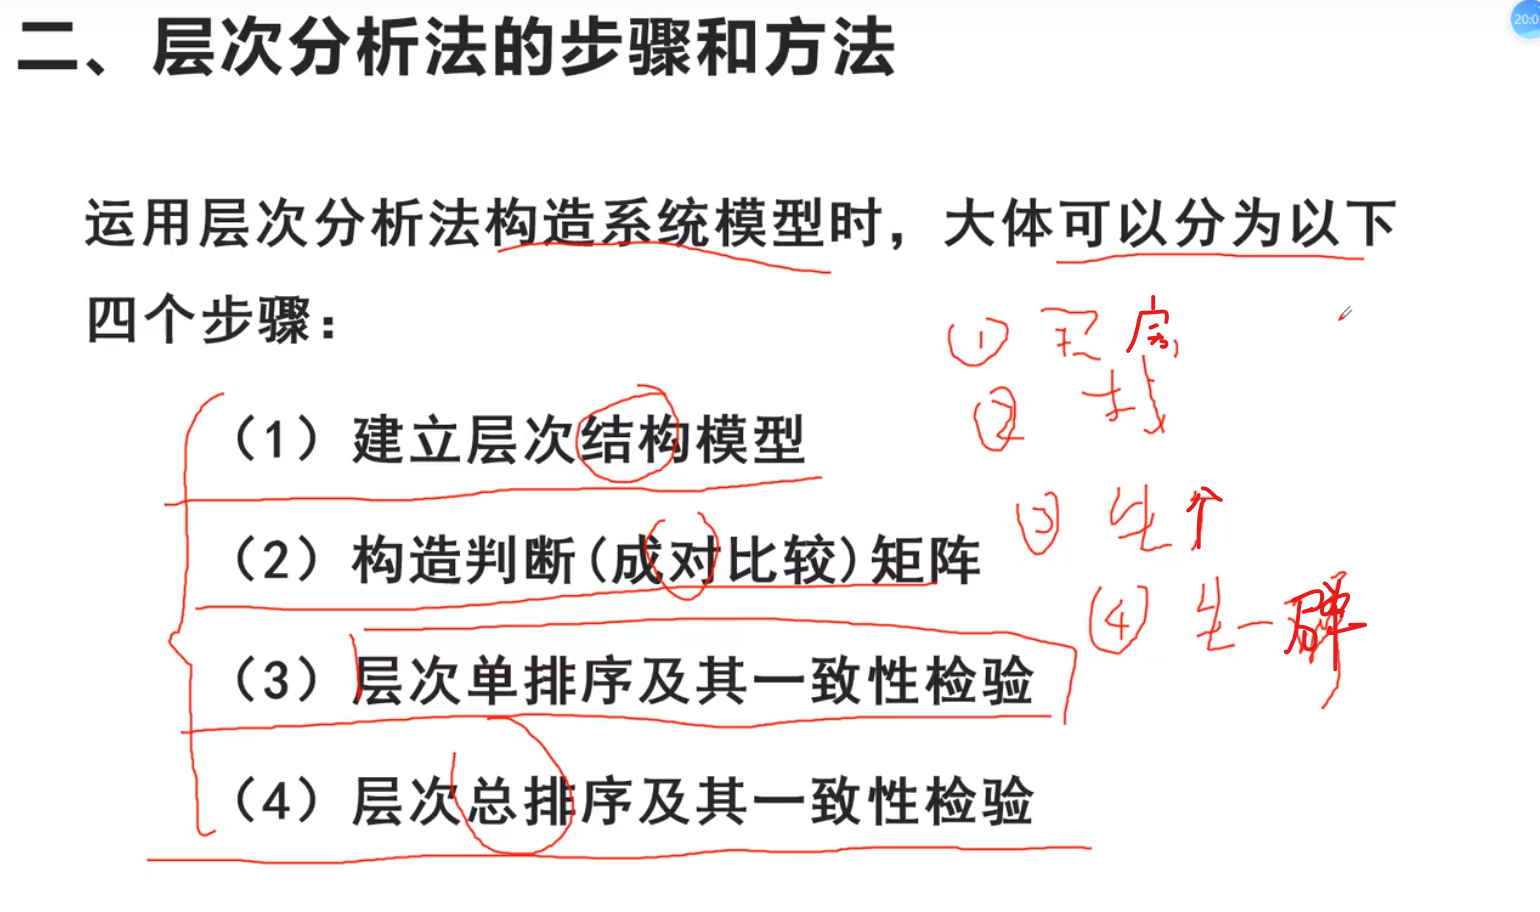 二、层次分析法的步骤和方法
20:0
运用层次分析法构造系统模型时，大体可以分为以下
四个步骤：
① 买房
② 找
（1）建立层次结构模型
③ 生个
（2）构造判断(成对比较)矩阵
④ 生一群
（3）层次单排序及其一致性检验
（4）层次总排序及其一致性检验